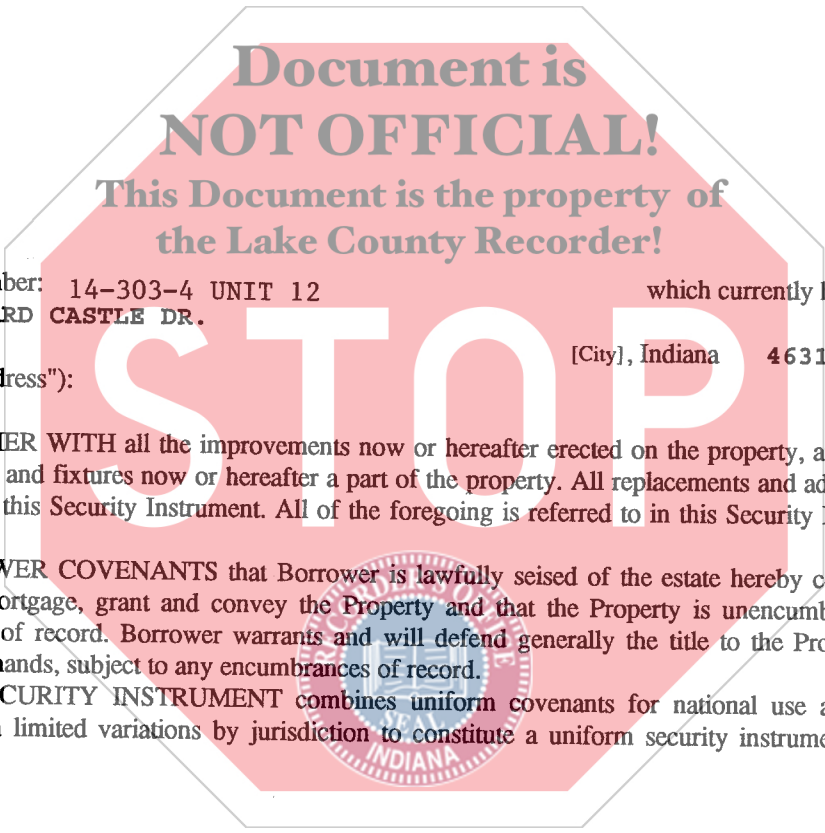 Document is
NOT OFFICIAL!
This Document is the property of
the Lake County Recorder!
ber: 14-303-4 UNIT 12 which currently
RD CASTLE DR.
[City], Indiana 4631
dress"):
STOP
ER WITH all the improvements now or hereafter erected on the property, a
and fixtures now or hereafter a part of the property. All replacements and ad
this Security Instrument. All of the foregoing is referred to in this Security
VER COVENANTS that Borrower is lawfully seised of the estate hereby c
ortgage, grant and convey the Property and that the Property is unencumb
of record. Borrower warrants and will defend generally the title to the Pro
ands, subject to any encumbrances of record.
CURITY INSTRUMENT combines uniform covenants for national use a
limited variations by jurisdiction to constitute a uniform security instrume
RECORDER'S OFFICE
SEAL
INDIANA